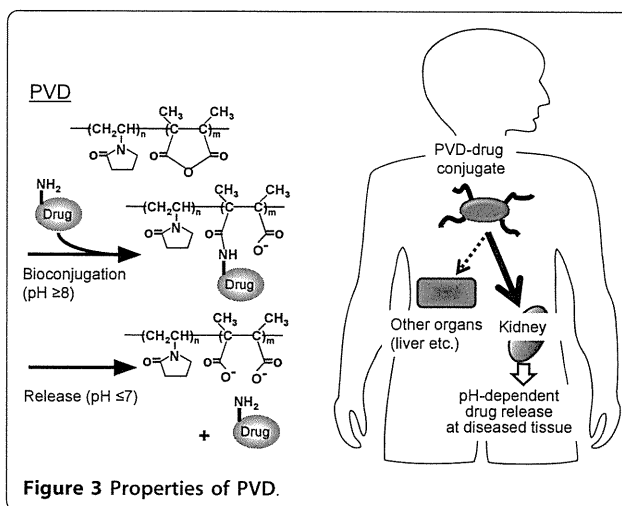 PVD
CH₃ CH₃
—(CH₂CH)ₙ—(C—C)ₘ—
O N O O O
NH₂
Drug
Bioconjugation
(pH ≥8)
CH₃ CH₃
—(CH₂CH)ₙ—(C—C)ₘ—
O N O O
NH O⁻
Drug
CH₃ CH₃
—(CH₂CH)ₙ—(C—C)ₘ—
O N O O
O⁻ O⁻
Release (pH ≤7)
NH₂
+ Drug
PVD-drug
conjugate
Other organs
(liver etc.)
Kidney
pH-dependent
drug release
at diseased tissue
Figure 3 Properties of PVD.